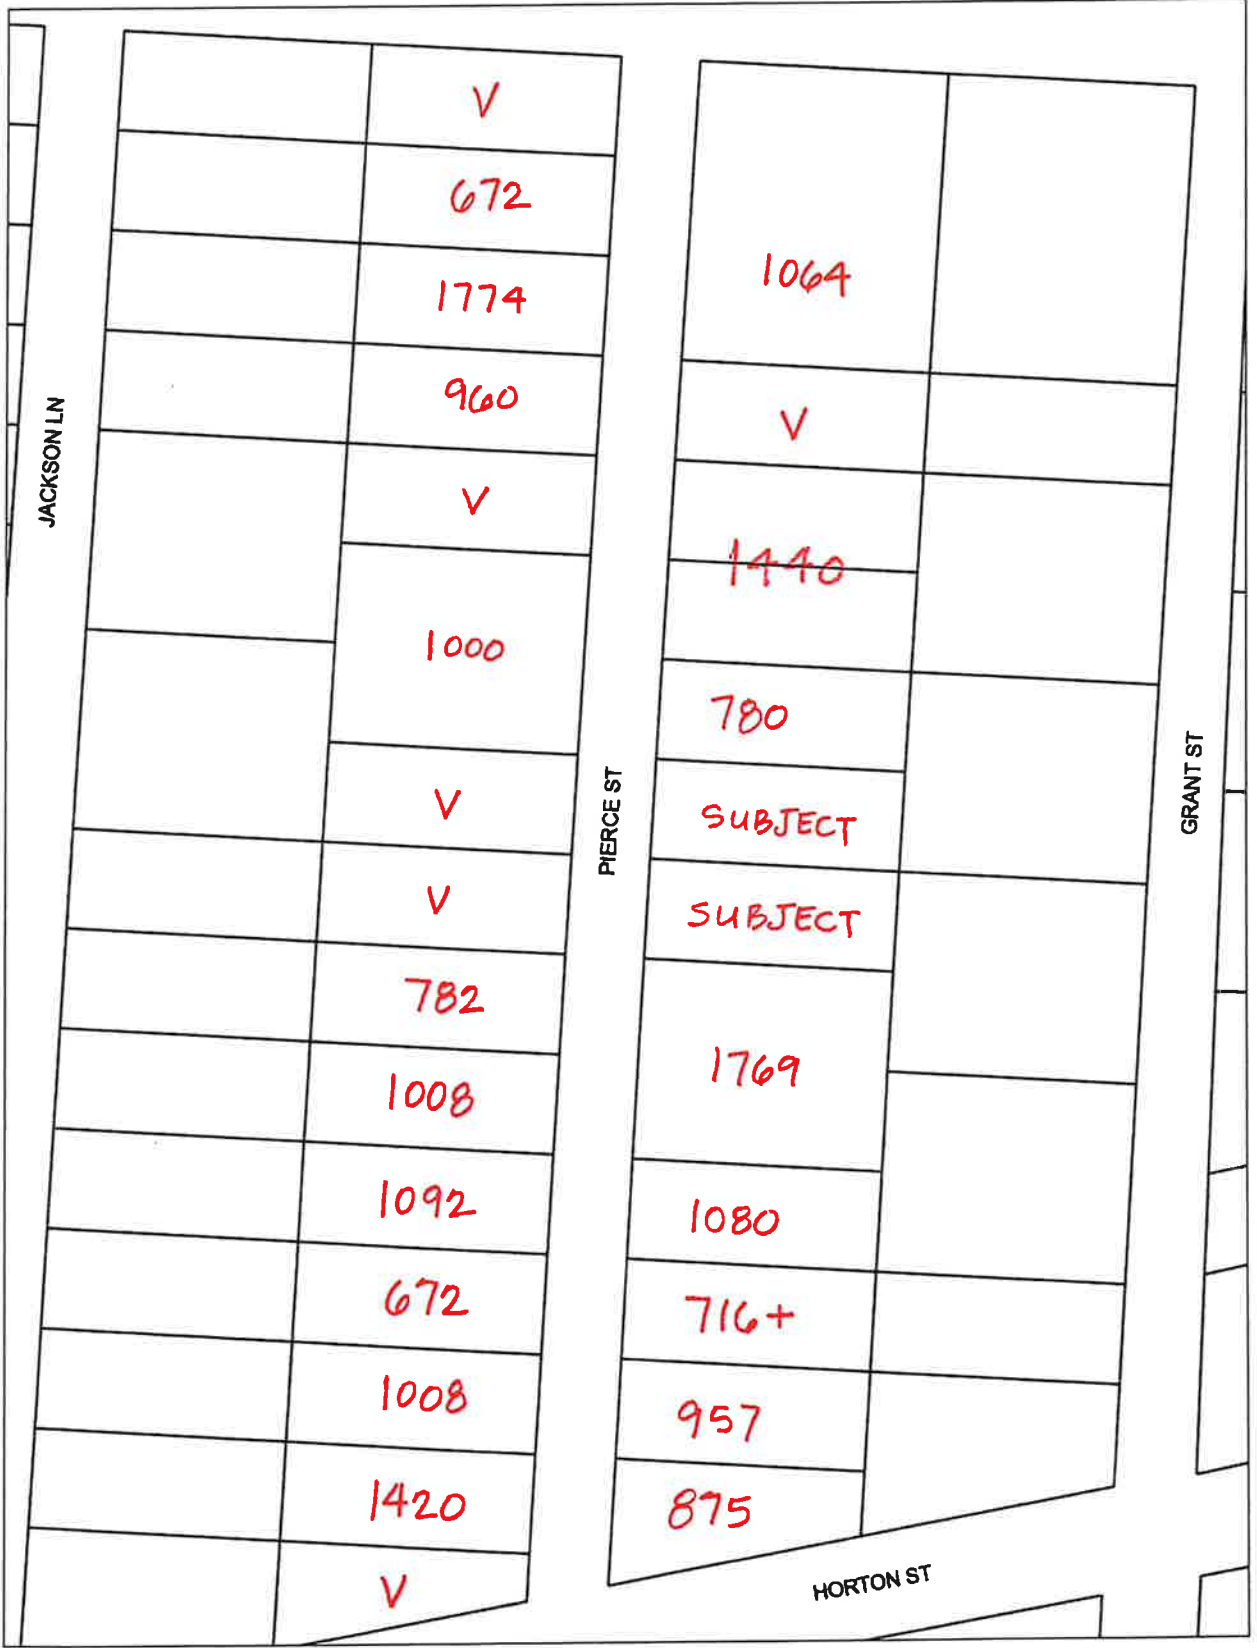 V
672
1774
960
V
1000
V
V
782
1008
1092
672
1008
1420
V
1064
V
1440
780
SUBJECT
SUBJECT
1769
1080
716+
957
875
JACKSON LN
PIERCE ST
GRANT ST
HORTON ST